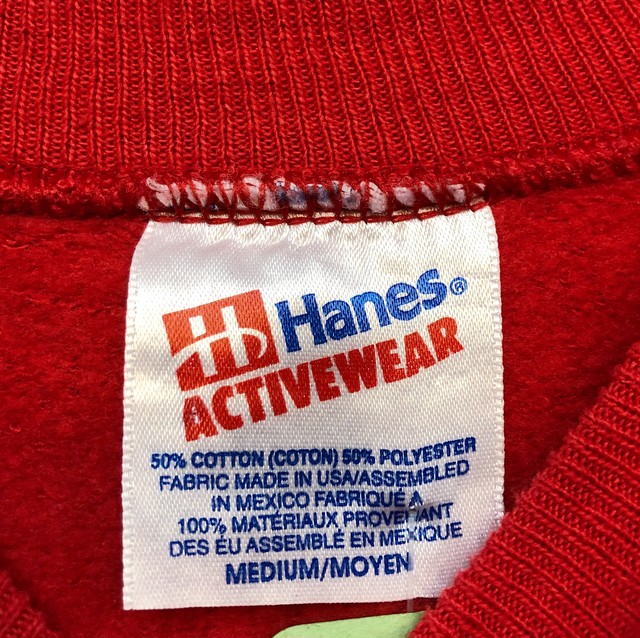 Hanes®
ACTIVEWEAR
50% COTTON (COTON) 50% POLYESTER
FABRIC MADE IN USA/ASSEMBLED
IN MEXICO FABRIQUÉ À
100% MATÉRIAUX PROVENANT
DES ÉU ASSEMBLÉ EN MEXIQUE
MEDIUM/MOYEN